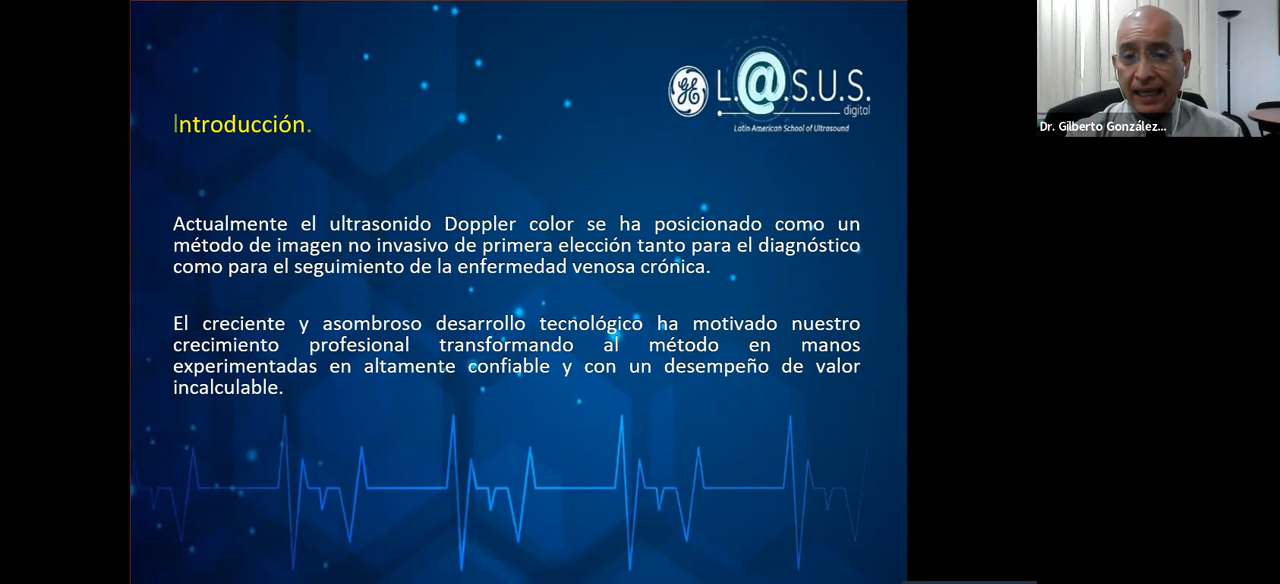 GE L.@.S.U.S.
digital
Latin American School of Ultrasound
Introducción.
Actualmente el ultrasonido Doppler color se ha posicionado como un
método de imagen no invasivo de primera elección tanto para el diagnóstico
como para el seguimiento de la enfermedad venosa crónica.
El creciente y asombroso desarrollo tecnológico ha motivado nuestro
crecimiento profesional transformando al método en manos
experimentadas en altamente confiable y con un desempeño de valor
incalculable.
Dr. Gilberto González...